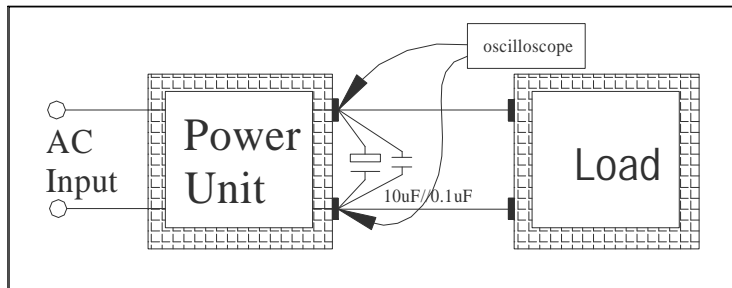 oscilloscope
AC
Input
Power
Unit
10uF//0.1uF
Load